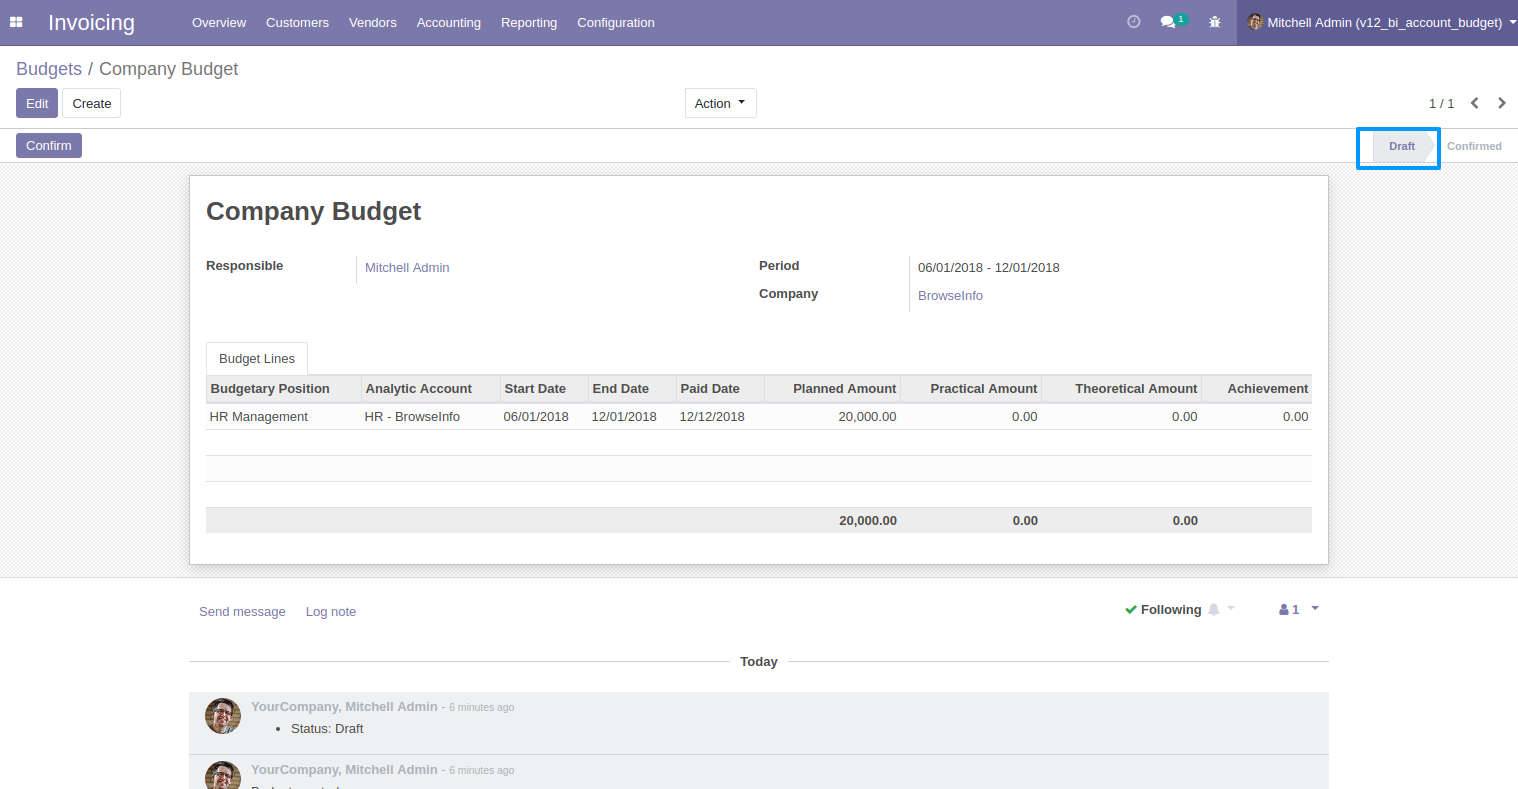 Invoicing Overview Customers Vendors Accounting Reporting Configuration 1 Mitchell Admin (v12_bi_account_budget)
Budgets / Company Budget
Edit Create Action 1 / 1
Confirm Draft Confirmed
Company Budget
Responsible Mitchell Admin Period 06/01/2018 - 12/01/2018
Company BrowseInfo
Budget Lines
Budgetary Position Analytic Account Start Date End Date Paid Date Planned Amount Practical Amount Theoretical Amount Achievement
HR Management HR - BrowseInfo 06/01/2018 12/01/2018 12/12/2018 20,000.00 0.00 0.00 0.00
20,000.00 0.00 0.00
Send message Log note Following 1
Today
YourCompany, Mitchell Admin - 6 minutes ago
• Status: Draft
YourCompany, Mitchell Admin - 6 minutes ago